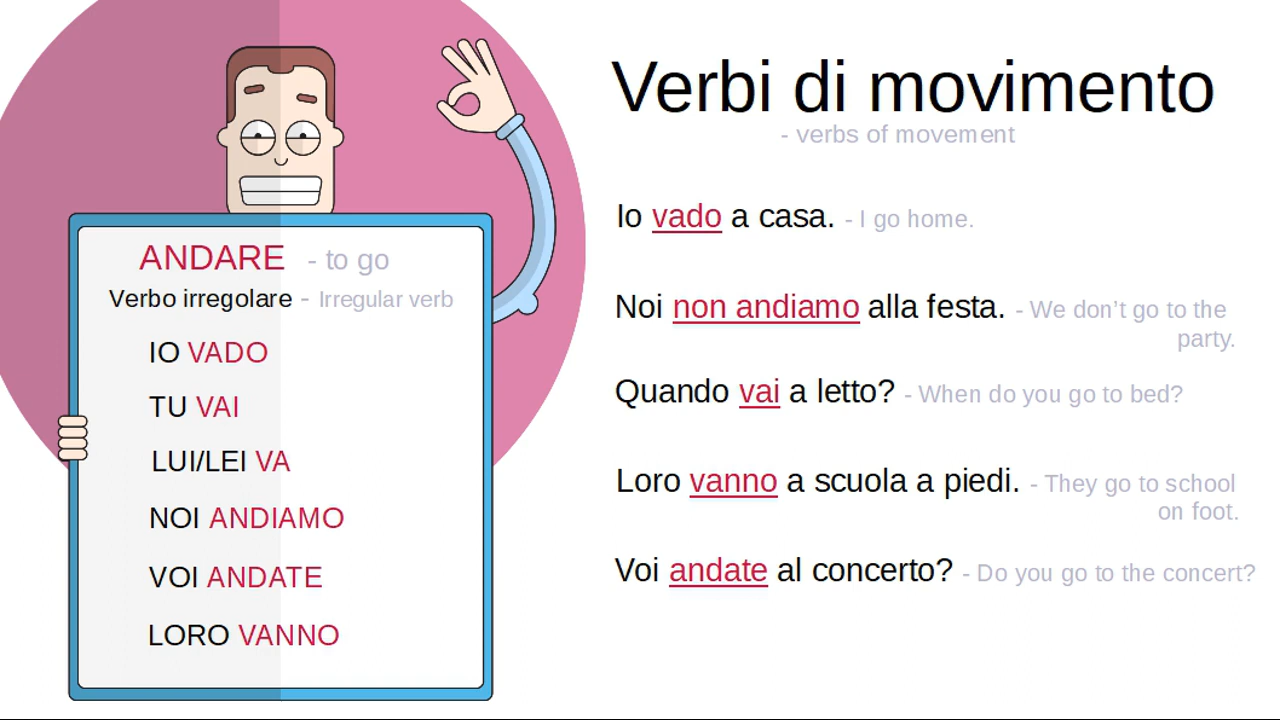 Verbi di movimento
- verbs of movement
ANDARE - to go
Verbo irregolare - Irregular verb
IO VADO
TU VAI
LUI/LEI VA
NOI ANDIAMO
VOI ANDATE
LORO VANNO
Io vado a casa. - I go home.
Noi non andiamo alla festa. - We don’t go to the
party.
Quando vai a letto? - When do you go to bed?
Loro vanno a scuola a piedi. - They go to school
on foot.
Voi andate al concerto? - Do you go to the concert?